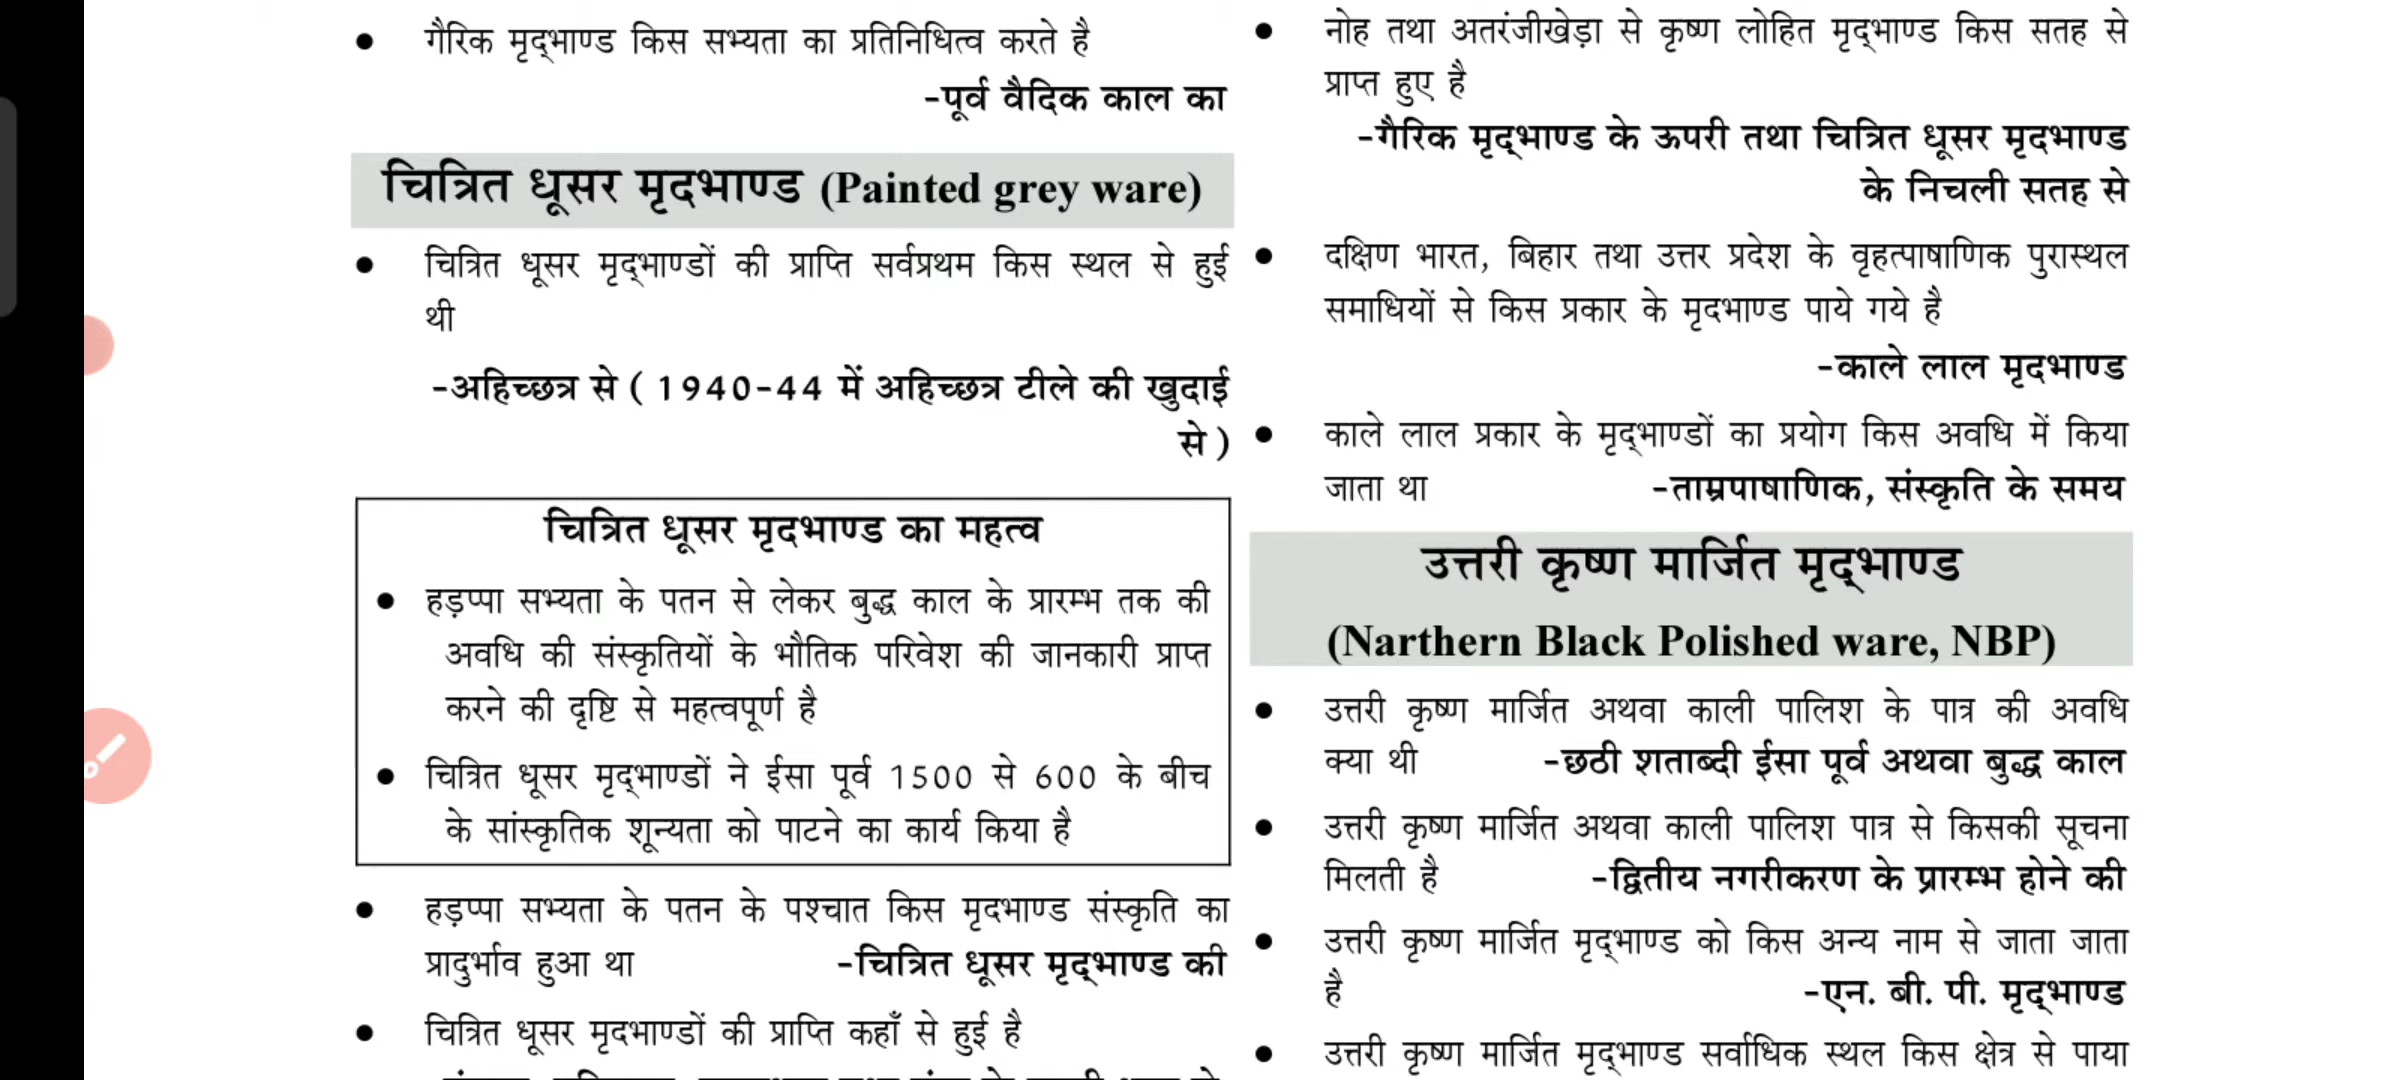 गैरिक मृद्‌भाण्ड किस सभ्यता का प्रतिनिधित्व करते है
-पूर्व वैदिक काल का
चित्रित धूसर मृदभाण्ड (Painted grey ware)
चित्रित धूसर मृद्‌भाण्डों की प्राप्ति सर्वप्रथम किस स्थल से हुई
थी
-अहिच्छत्र से ( 1940-44 में अहिच्छत्र टीले की खुदाई
से )
चित्रित धूसर मृदभाण्ड का महत्व
हड़प्पा सभ्यता के पतन से लेकर बुद्ध काल के प्रारम्भ तक की
अवधि की संस्कृतियों के भौतिक परिवेश की जानकारी प्राप्त
करने की दृष्टि से महत्वपूर्ण है
चित्रित धूसर मृद्‌भाण्डों ने ईसा पूर्व 1500 से 600 के बीच
के सांस्कृतिक शून्यता को पाटने का कार्य किया है
हड़प्पा सभ्यता के पतन के पश्चात किस मृदभाण्ड संस्कृति का
प्रादुर्भाव हुआ था -चित्रित धूसर मृद्‌भाण्ड की
चित्रित धूसर मृदभाण्डों की प्राप्ति कहाँ से हुई है
नोह तथा अतरंजीखेड़ा से कृष्ण लोहित मृद्‌भाण्ड किस सतह से
प्राप्त हुए है
-गैरिक मृद्‌भाण्ड के ऊपरी तथा चित्रित धूसर मृदभाण्ड
के निचली सतह से
दक्षिण भारत, बिहार तथा उत्तर प्रदेश के वृहत्पाषाणिक पुरास्थल
समाधियों से किस प्रकार के मृदभाण्ड पाये गये है
-काले लाल मृदभाण्ड
काले लाल प्रकार के मृद्‌भाण्डों का प्रयोग किस अवधि में किया
जाता था -ताम्रपाषाणिक, संस्कृति के समय
उत्तरी कृष्ण मार्जित मृद्‌भाण्ड
(Narthern Black Polished ware, NBP)
उत्तरी कृष्ण मार्जित अथवा काली पालिश के पात्र की अवधि
क्या थी -छठी शताब्दी ईसा पूर्व अथवा बुद्ध काल
उत्तरी कृष्ण मार्जित अथवा काली पालिश पात्र से किसकी सूचना
मिलती है -द्वितीय नगरीकरण के प्रारम्भ होने की
उत्तरी कृष्ण मार्जित मृद्‌भाण्ड को किस अन्य नाम से जाता जाता
है -एन. बी. पी. मृद्‌भाण्ड
उत्तरी कृष्ण मार्जित मृद्‌भाण्ड सर्वाधिक स्थल किस क्षेत्र से पाया